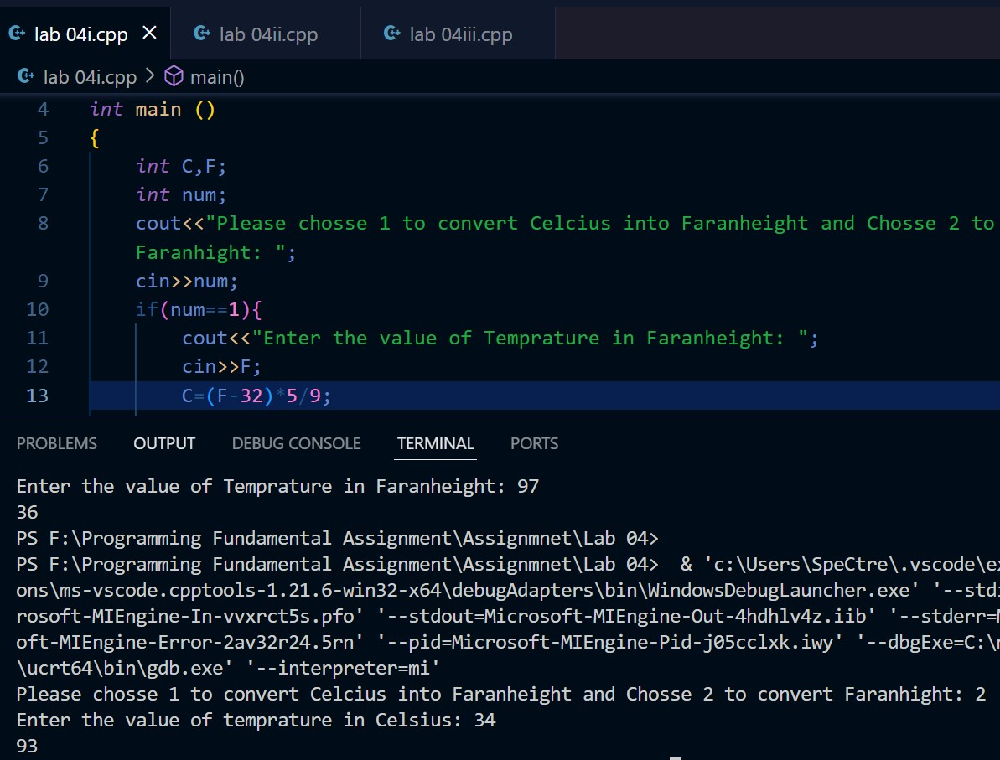 lab 04i.cpp lab 04ii.cpp lab 04iii.cpp
lab 04i.cpp > main()
4 int main ()
5 {
6 int C,F;
7 int num;
8 cout<<"Please chosse 1 to convert Celcius into Faranheight and Chosse 2 to
Faranhight: ";
9 cin>>num;
10 if(num==1){
11 cout<<"Enter the value of Temprature in Faranheight: ";
12 cin>>F;
13 C=(F-32)*5/9;
PROBLEMS OUTPUT DEBUG CONSOLE TERMINAL PORTS
Enter the value of Temprature in Faranheight: 97
36
PS F:\Programming Fundamental Assignment\Assignmnet\Lab 04>
PS F:\Programming Fundamental Assignment\Assignmnet\Lab 04> & 'c:\Users\SpeCtre\.vscode\ex
ons\ms-vscode.cpptools-1.21.6-win32-x64\debugAdapters\bin\WindowsDebugLauncher.exe' '--stdi
rosoft-MIEngine-In-vvxrct5s.pfo' '--stdout=Microsoft-MIEngine-Out-4hdhlv4z.iib' '--stderr=M
oft-MIEngine-Error-2av32r24.5rn' '--pid=Microsoft-MIEngine-Pid-j05cclxk.iwy' '--dbgExe=C:\m
\ucrt64\bin\gdb.exe' '--interpreter=mi'
Please chosse 1 to convert Celcius into Faranheight and Chosse 2 to convert Faranhight: 2
Enter the value of temprature in Celsius: 34
93